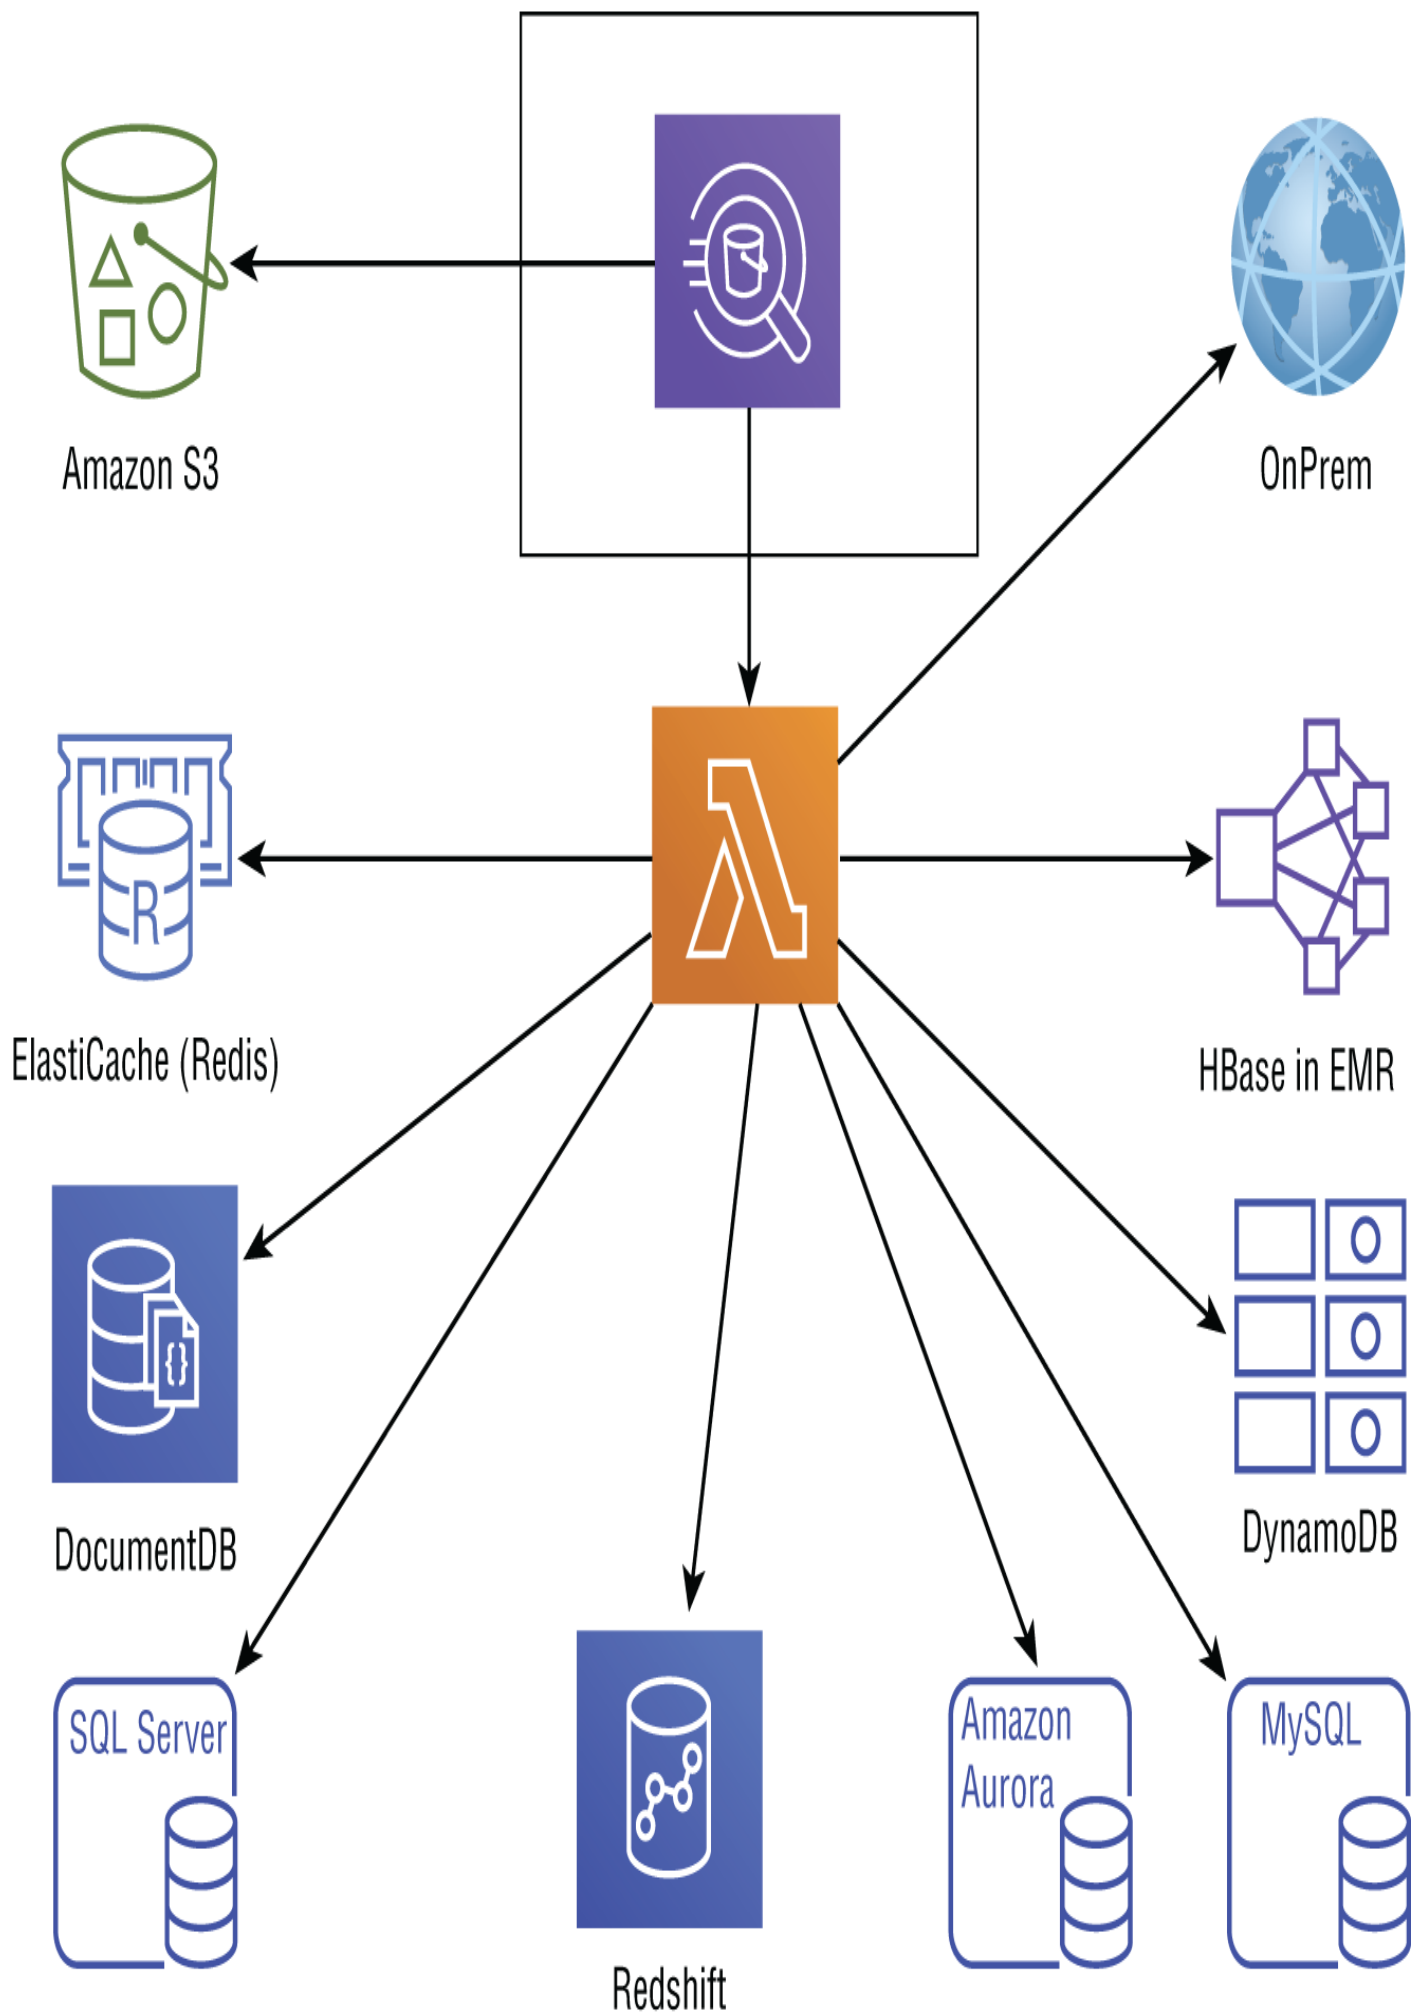 Amazon S3
OnPrem
ElastiCache (Redis)
R
HBase in EMR
DocumentDB
{}
DynamoDB
SQL Server
Redshift
Amazon
Aurora
MySQL